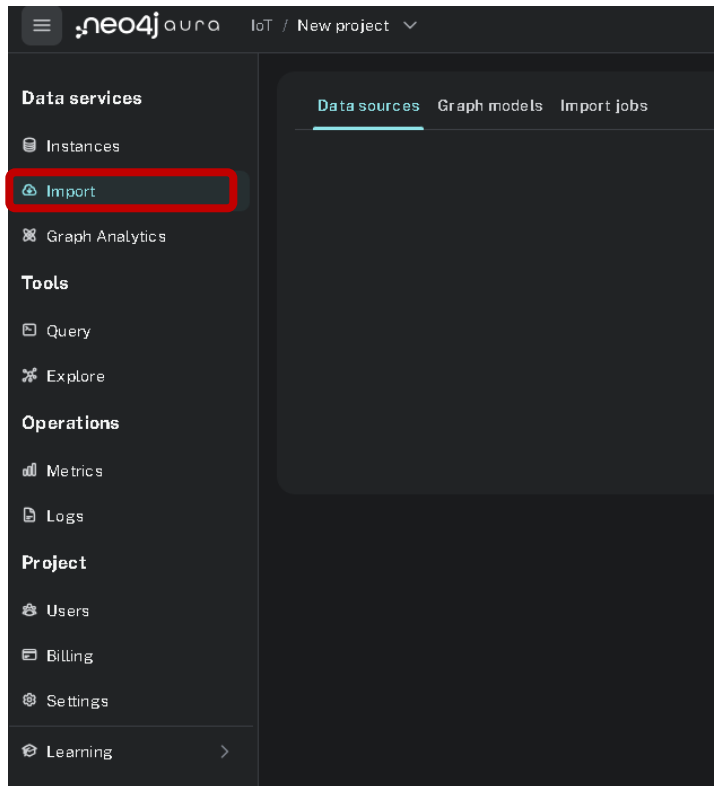 neo4j aura IoT / New project
Data services
Data sources Graph models Import jobs
Instances
Import
Graph Analytics
Tools
Query
Explore
Operations
Metrics
Logs
Project
Users
Billing
Settings
Learning